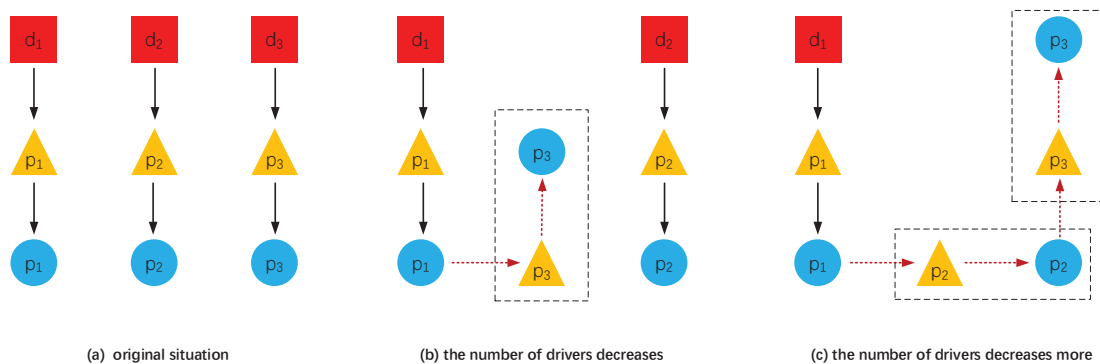 d₁ d₂ d₃ d₁ d₂ d₁ p₃
p₁ p₂ p₃ p₁ p₃ p₂ p₁ p₃
p₁ p₂ p₃ p₁ p₃ p₂ p₁ p₂ p₂
(a) original situation (b) the number of drivers decreases (c) the number of drivers decreases more